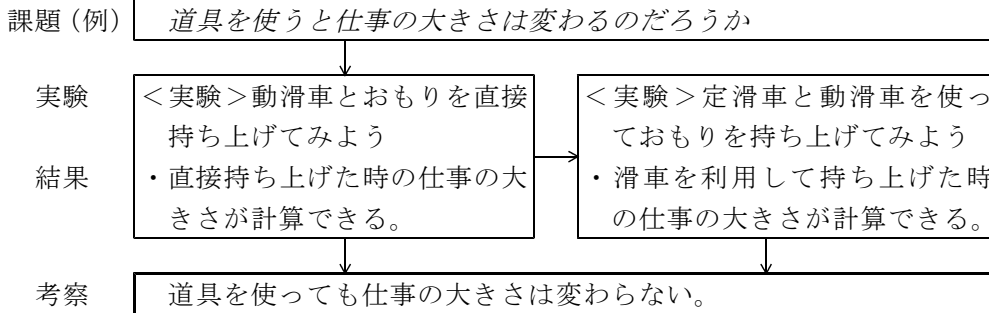 課題(例) 道具を使うと仕事の大きさは変わるのだろうか
実験
<実験>動滑車とおもりを直接
持ち上げてみよう
結果
・直接持ち上げた時の仕事の大
きさが計算できる。
<実験>定滑車と動滑車を使っ
ておもりを持ち上げてみよう
・滑車を利用して持ち上げた時
の仕事の大きさが計算できる。
考察 道具を使っても仕事の大きさは変わらない。